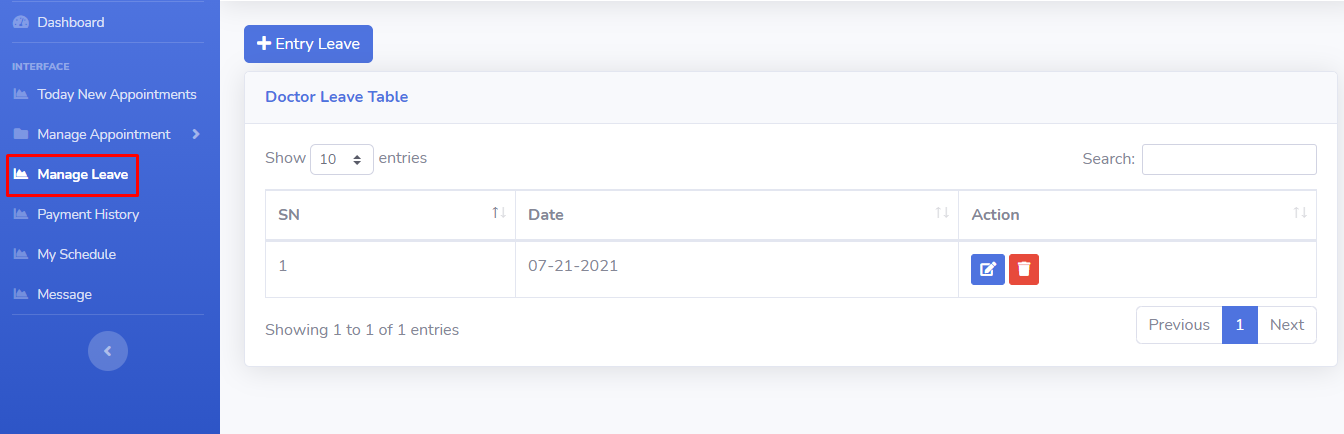 Dashboard
INTERFACE
Today New Appointments
Manage Appointment
Manage Leave
Payment History
My Schedule
Message
Entry Leave
Doctor Leave Table
Show 10 entries
Search:
SN Date Action
1 07-21-2021
Showing 1 to 1 of 1 entries
Previous 1 Next